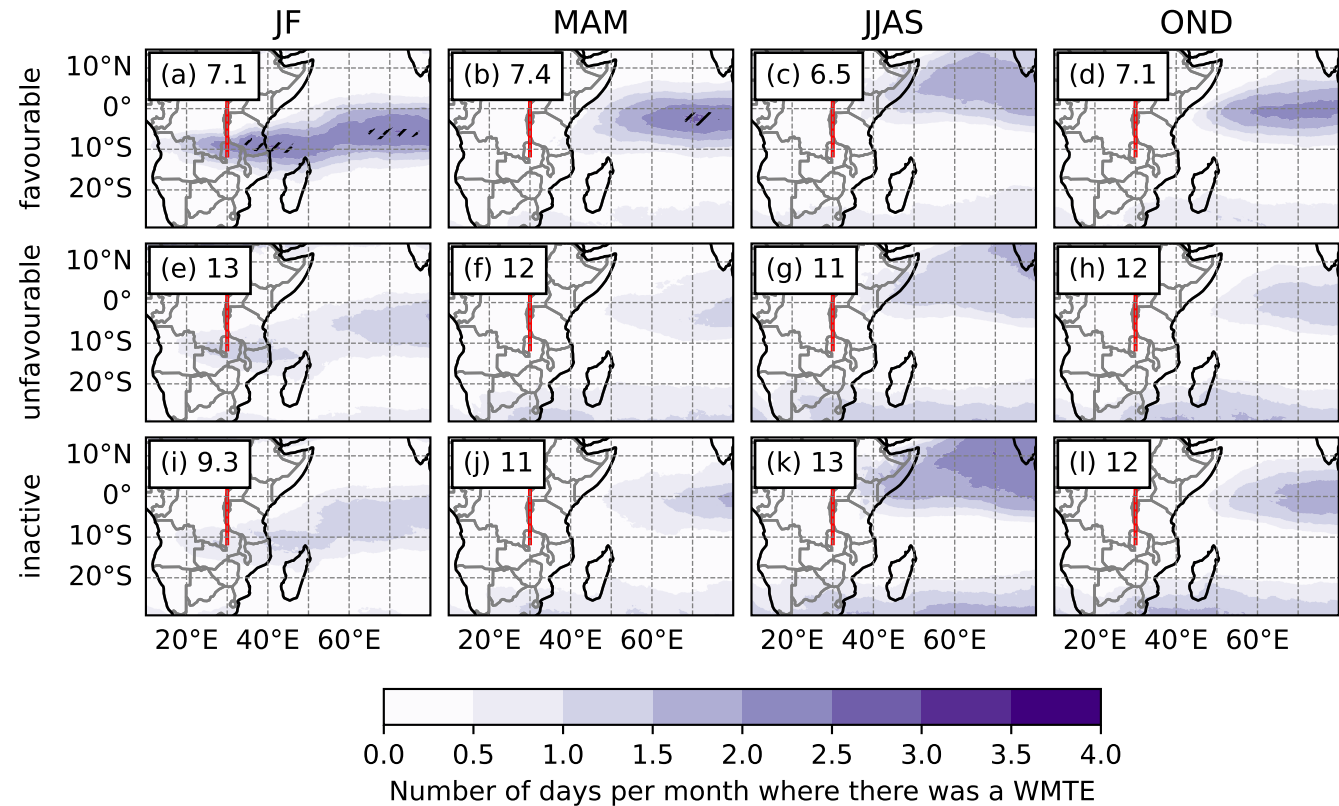 JF MAM JJAS OND
favourable
10°N
0°
10°S
20°S
(a) 7.1
(b) 7.4
(c) 6.5
(d) 7.1
unfavourable
10°N
0°
10°S
20°S
(e) 13
(f) 12
(g) 11
(h) 12
inactive
10°N
0°
10°S
20°S
(i) 9.3
(j) 11
(k) 13
(l) 12
20°E 40°E 60°E 20°E 40°E 60°E 20°E 40°E 60°E 20°E 40°E 60°E
0.0 0.5 1.0 1.5 2.0 2.5 3.0 3.5 4.0
Number of days per month where there was a WMTE